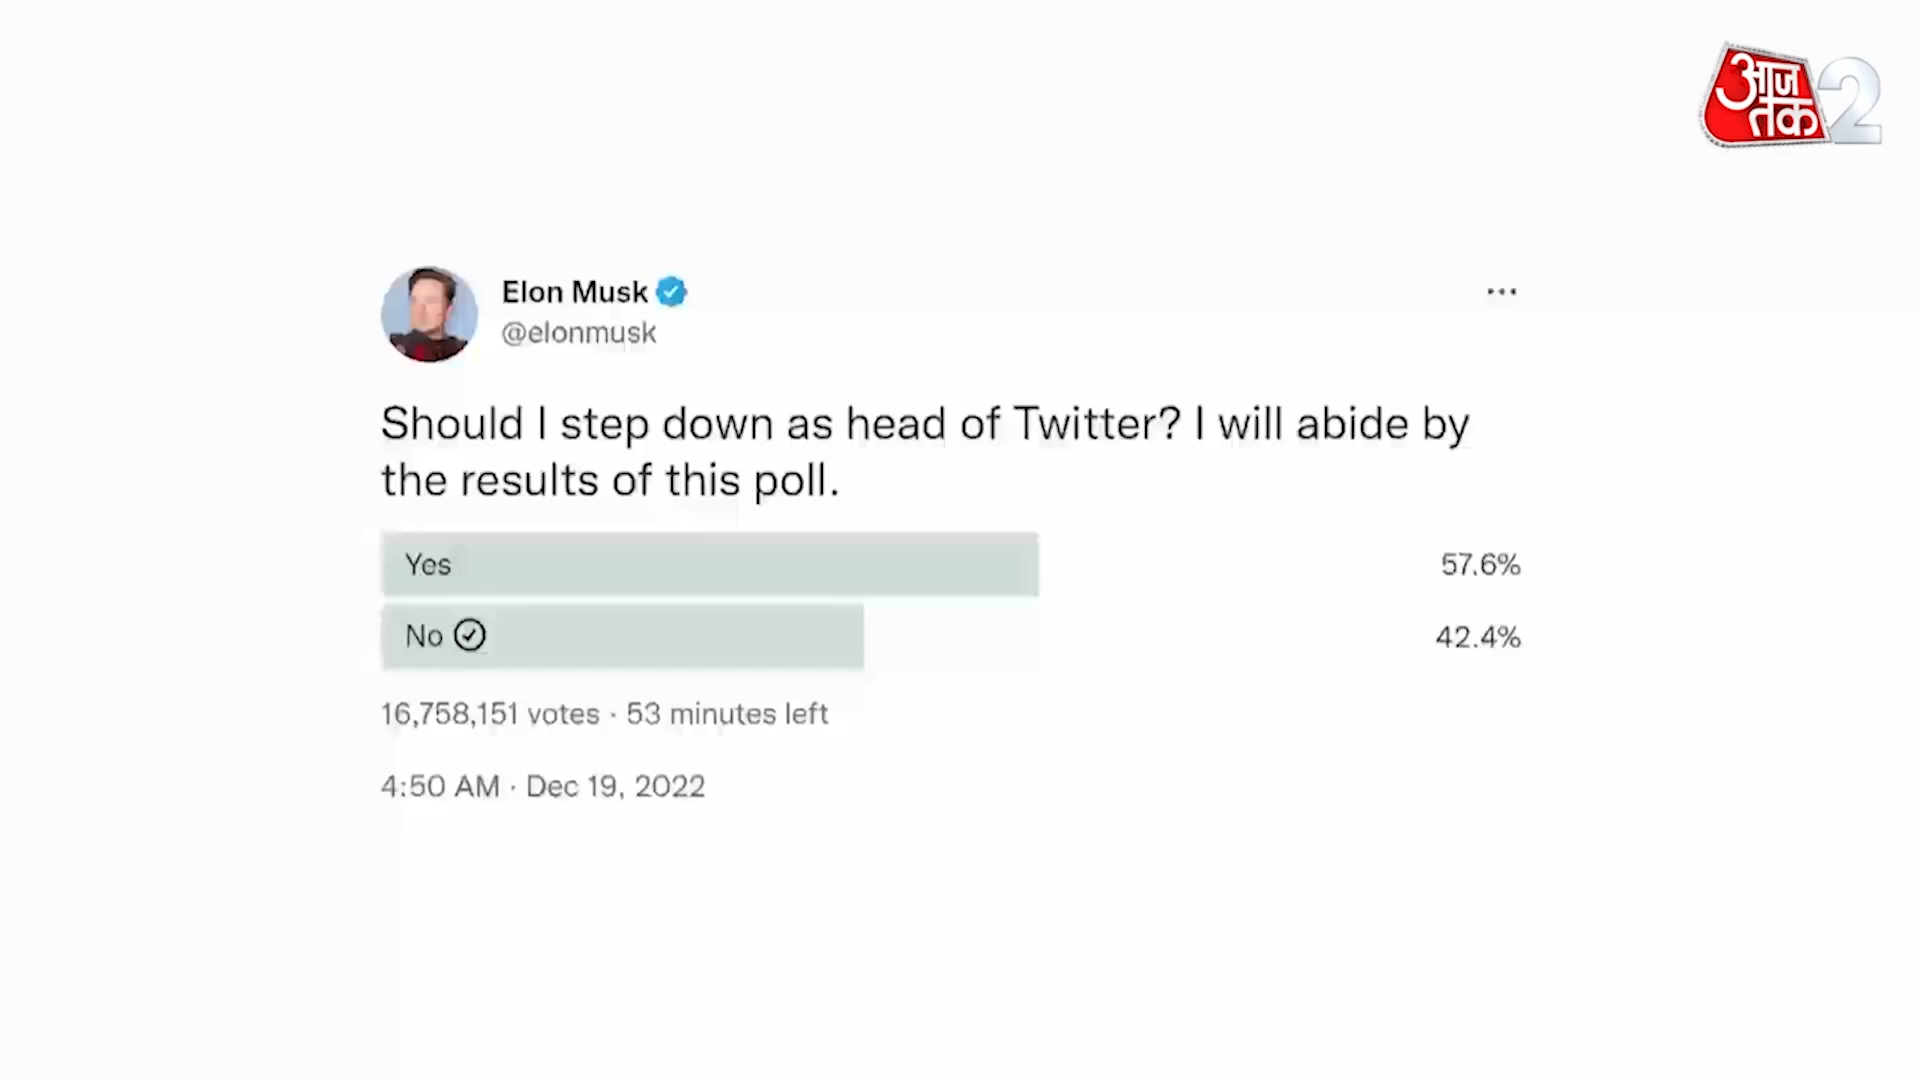 आज
तक 2
Elon Musk
@elonmusk
Should I step down as head of Twitter? I will abide by
the results of this poll.
Yes 57.6%
No 42.4%
16,758,151 votes · 53 minutes left
4:50 AM · Dec 19, 2022